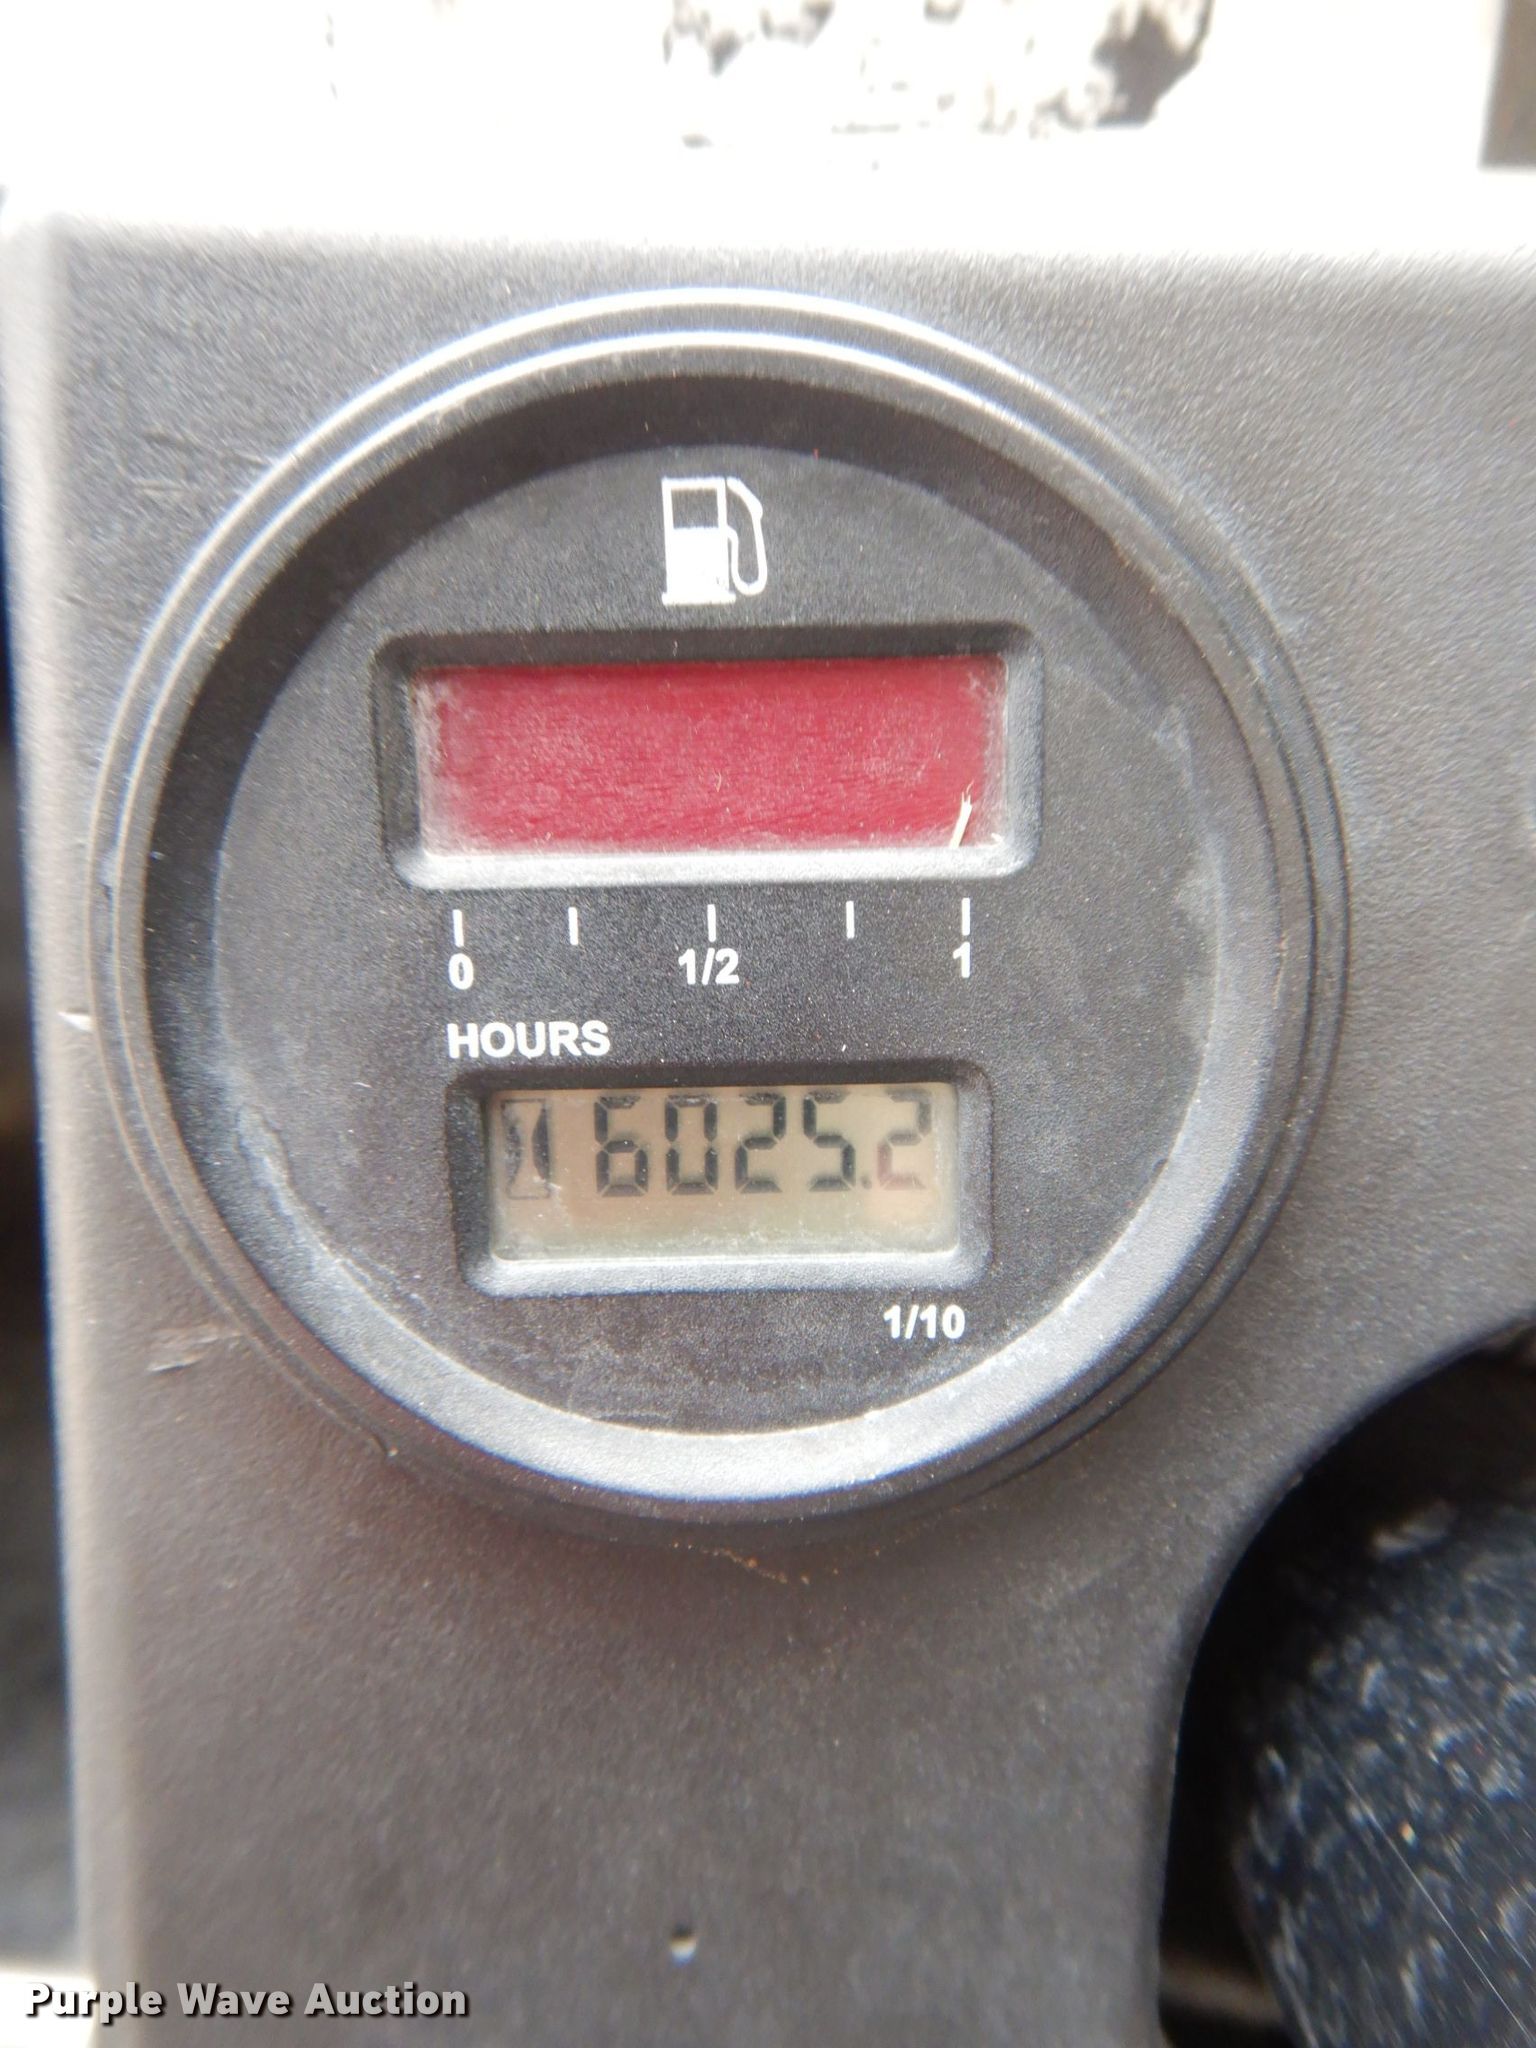 0 1/2 1
HOURS
6025.2
1/10
Purple Wave Auction